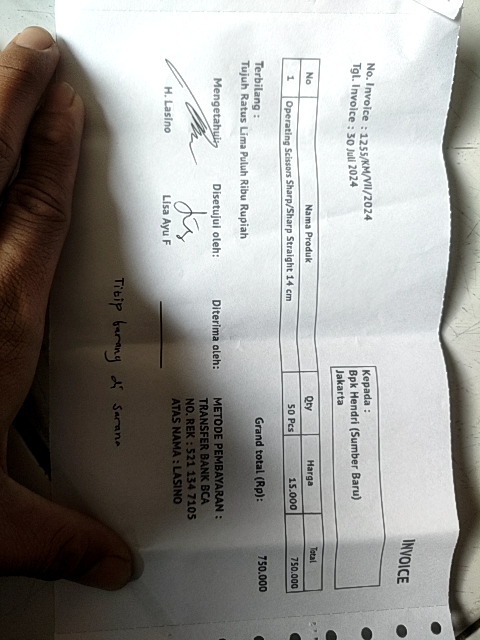 INVOICE
No. Invoice : 1255/KM/VII/2024
Tgl. Invoice : 30 Juli 2024
Kepada :
Bpk Hendri (Sumber Baru)
Jakarta
No Nama Produk Qty Harga Total
1 Operating Scissors Sharp/Sharp Straight 14 cm 50 Pcs 15.000 750.000
Grand total (Rp): 750.000
Terbilang :
Tujuh Ratus Lima Puluh Ribu Rupiah
Mengetahui Disetujui oleh: Diterima oleh:
H. Lasino Lisa Ayu F
METODE PEMBAYARAN :
TRANSFER BANK BCA
NO. REK : 521 134 7105
ATAS NAMA : LASINO
Titip barang di sarana